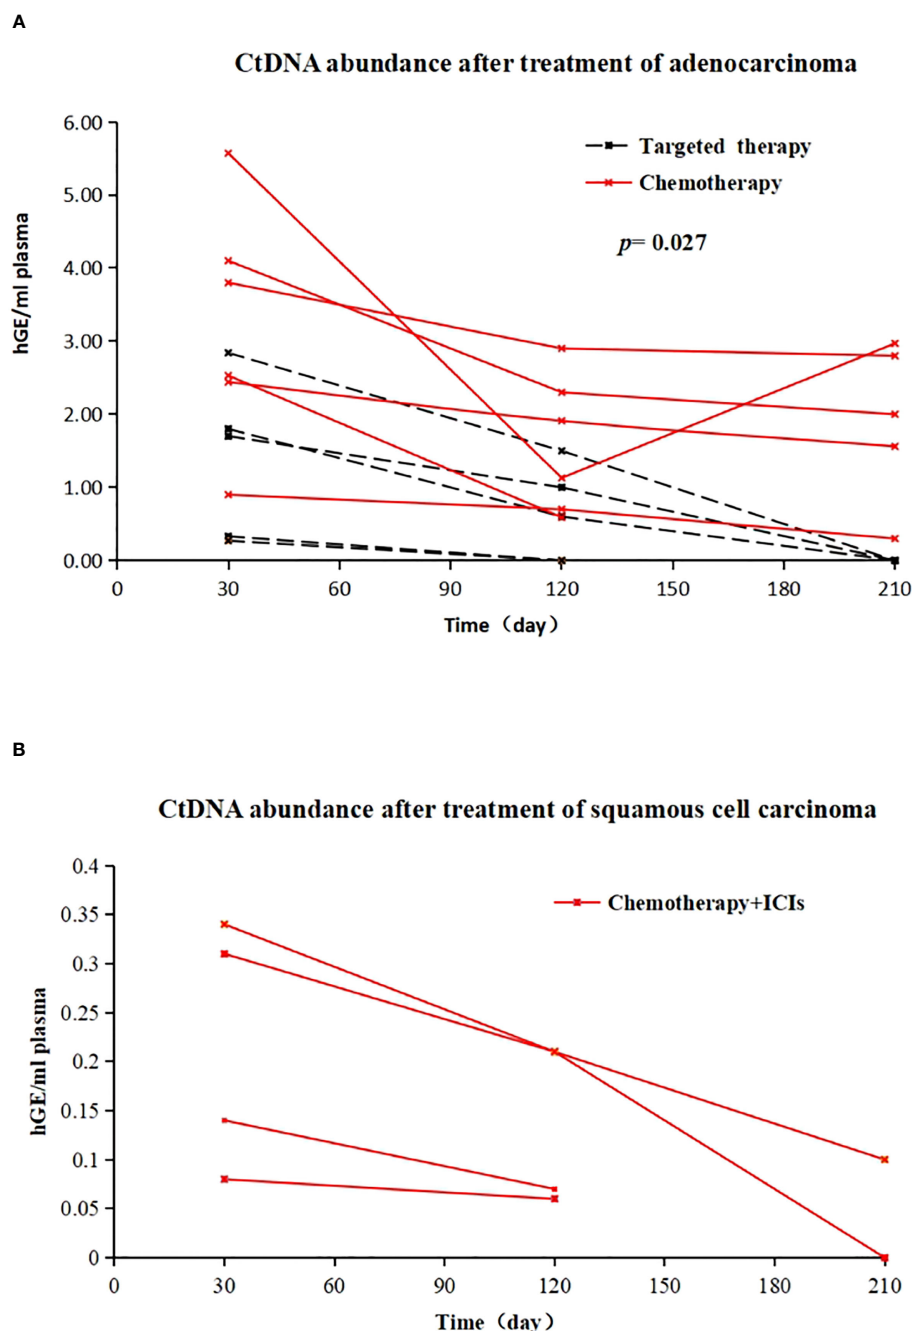 A
CtDNA abundance after treatment of adenocarcinoma
6.00
5.00
4.00
3.00
2.00
1.00
0.00
hGE/ml plasma
Targeted therapy
Chemotherapy
p= 0.027
0 30 60 90 120 150 180 210
Time（day）
B
CtDNA abundance after treatment of squamous cell carcinoma
0.4
0.35
0.3
0.25
0.2
0.15
0.1
0.05
0
hGE/ml plasma
Chemotherapy+ICIs
0 30 60 90 120 150 180 210
Time（day）